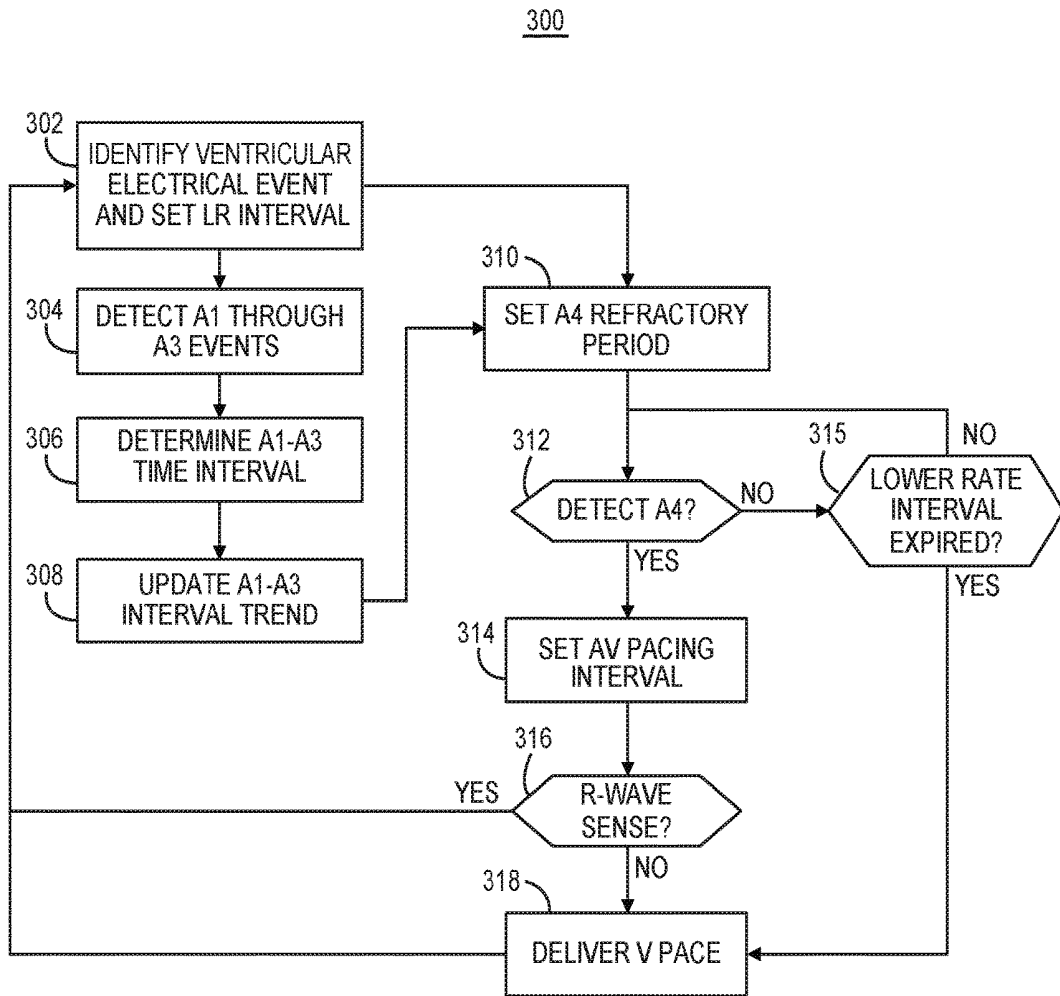 300
302
IDENTIFY VENTRICULAR
ELECTRICAL EVENT
AND SET LR INTERVAL
304
DETECT A1 THROUGH
A3 EVENTS
306
DETERMINE A1-A3
TIME INTERVAL
308
UPDATE A1-A3
INTERVAL TREND
310
SET A4 REFRACTORY
PERIOD
312
DETECT A4?
NO
YES
315
NO
LOWER RATE
INTERVAL
EXPIRED?
YES
314
SET AV PACING
INTERVAL
316
YES
R-WAVE
SENSE?
NO
318
DELIVER V PACE